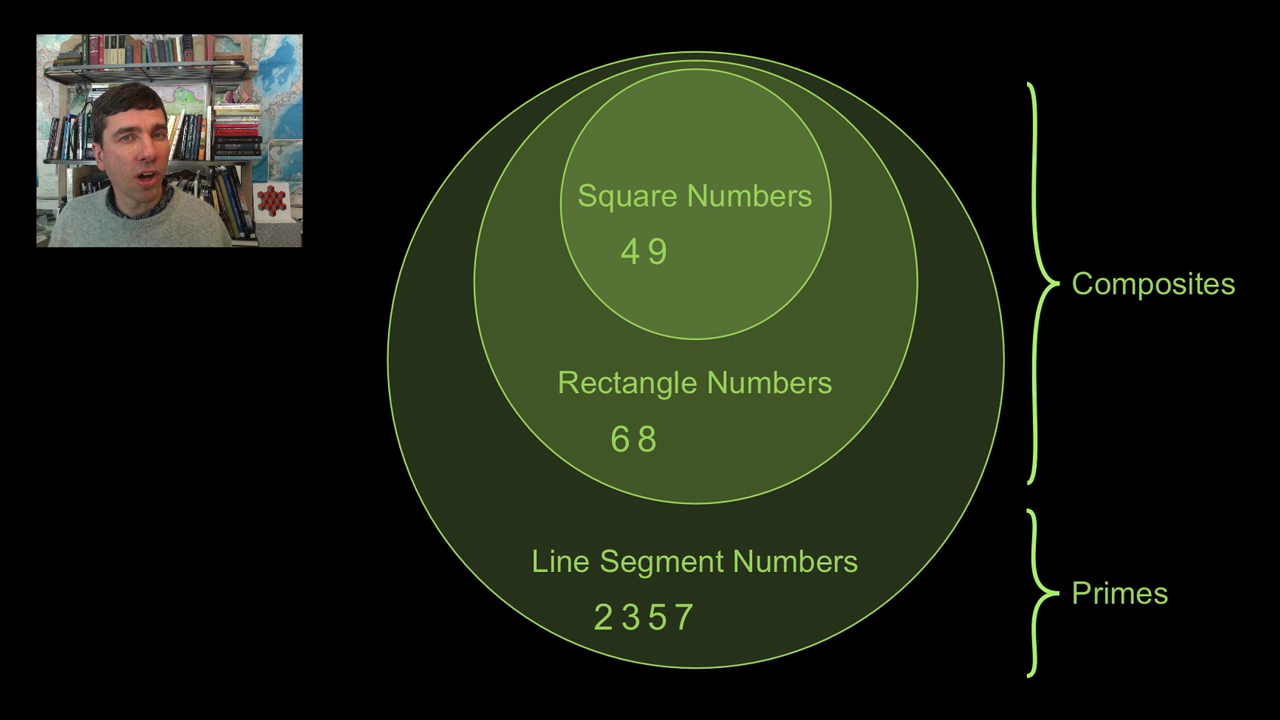 Square Numbers
4 9
Composites
Rectangle Numbers
6 8
Line Segment Numbers
2 3 5 7
Primes